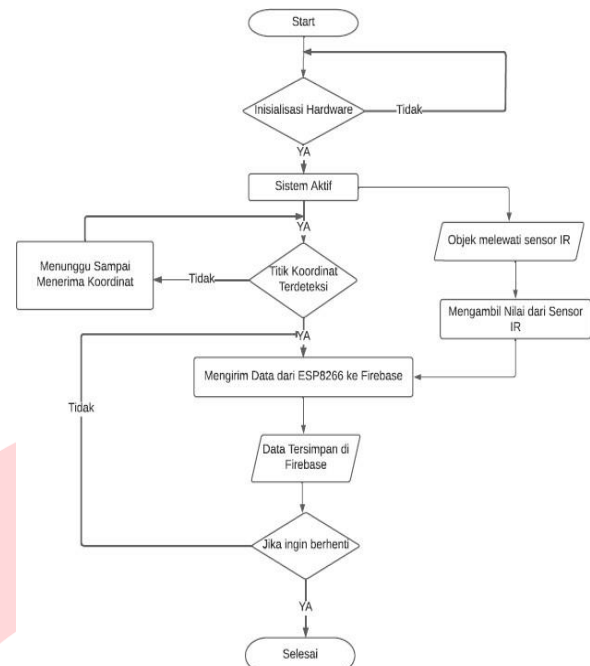 Start
Inisialisasi Hardware
Tidak
YA
Sistem Aktif
YA
Objek melewati sensor IR
Menunggu Sampai
Menerima Koordinat
Tidak
Titik Koordinat
Terdeteksi
Mengambil Nilai dari Sensor
IR
YA
Mengirim Data dari ESP8266 ke Firebase
Tidak
Data Tersimpan di
Firebase
Jika ingin berhenti
YA
Selesai